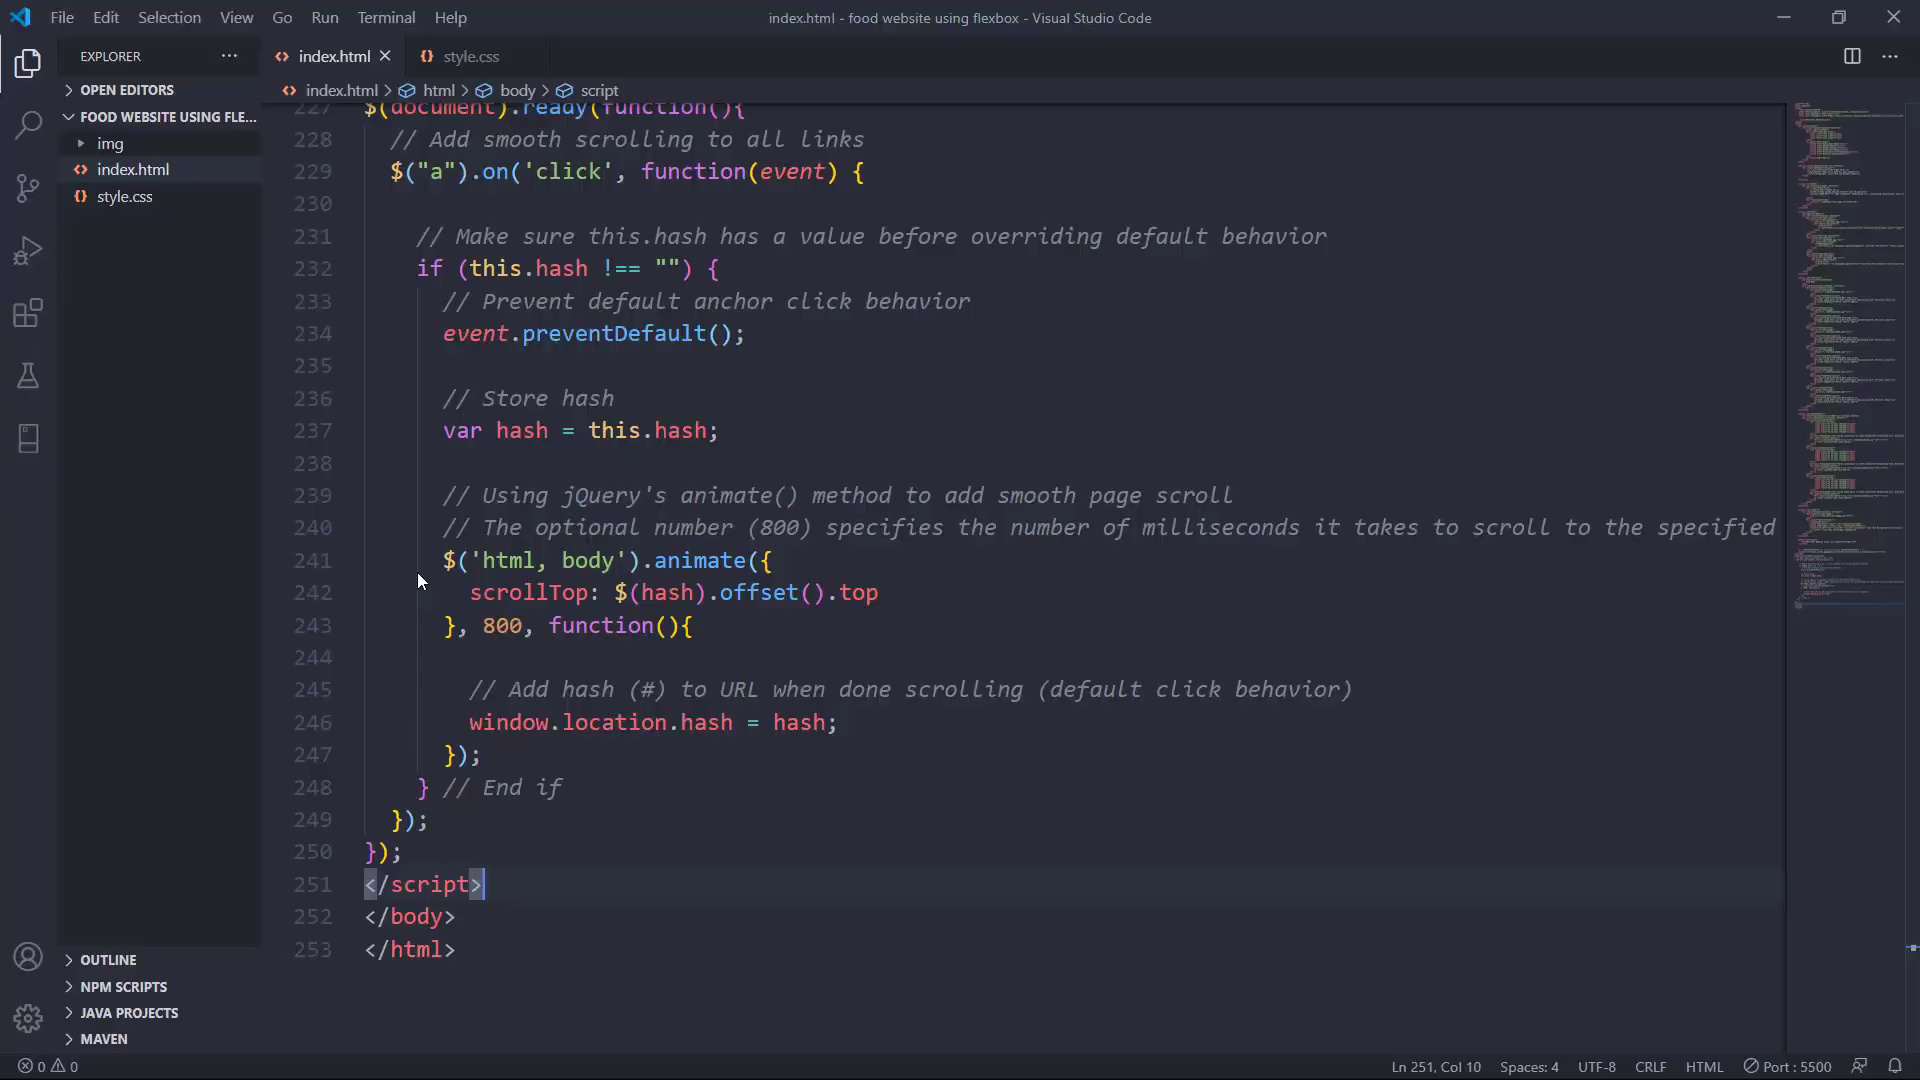 File Edit Selection View Go Run Terminal Help
index.html - food website using flexbox - Visual Studio Code
EXPLORER
index.html
style.css
OPEN EDITORS
FOOD WEBSITE USING FLE...
img
index.html
style.css
index.html > html > body > script
227 $(document).ready(function(){
228 // Add smooth scrolling to all links
229 $("a").on('click', function(event) {
230
231 // Make sure this.hash has a value before overriding default behavior
232 if (this.hash !== "") {
233 // Prevent default anchor click behavior
234 event.preventDefault();
235
236 // Store hash
237 var hash = this.hash;
238
239 // Using jQuery's animate() method to add smooth page scroll
240 // The optional number (800) specifies the number of milliseconds it takes to scroll to the specified
241 $('html, body').animate({
242 scrollTop: $(hash).offset().top
243 }, 800, function(){
244
245 // Add hash (#) to URL when done scrolling (default click behavior)
246 window.location.hash = hash;
247 });
248 } // End if
249 });
250 });
251 </script>
252 </body>
253 </html>
OUTLINE
NPM SCRIPTS
JAVA PROJECTS
MAVEN
0 0
Ln 251, Col 10 Spaces: 4 UTF-8 CRLF HTML Port : 5500